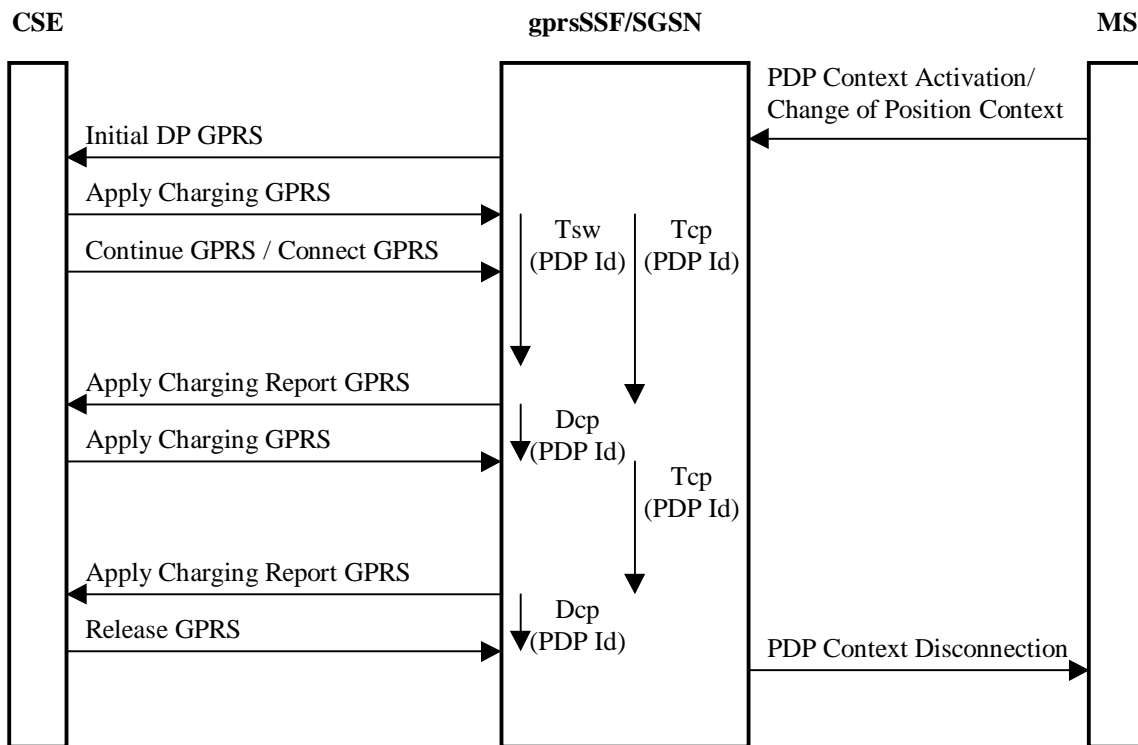 CSE
gprsSSF/SGSN
MS
PDP Context Activation/
Change of Position Context
Initial DP GPRS
Apply Charging GPRS
Tsw
(PDP Id)
Tcp
(PDP Id)
Continue GPRS / Connect GPRS
Apply Charging Report GPRS
Dcp
(PDP Id)
Apply Charging GPRS
Tcp
(PDP Id)
Apply Charging Report GPRS
Dcp
(PDP Id)
Release GPRS
PDP Context Disconnection